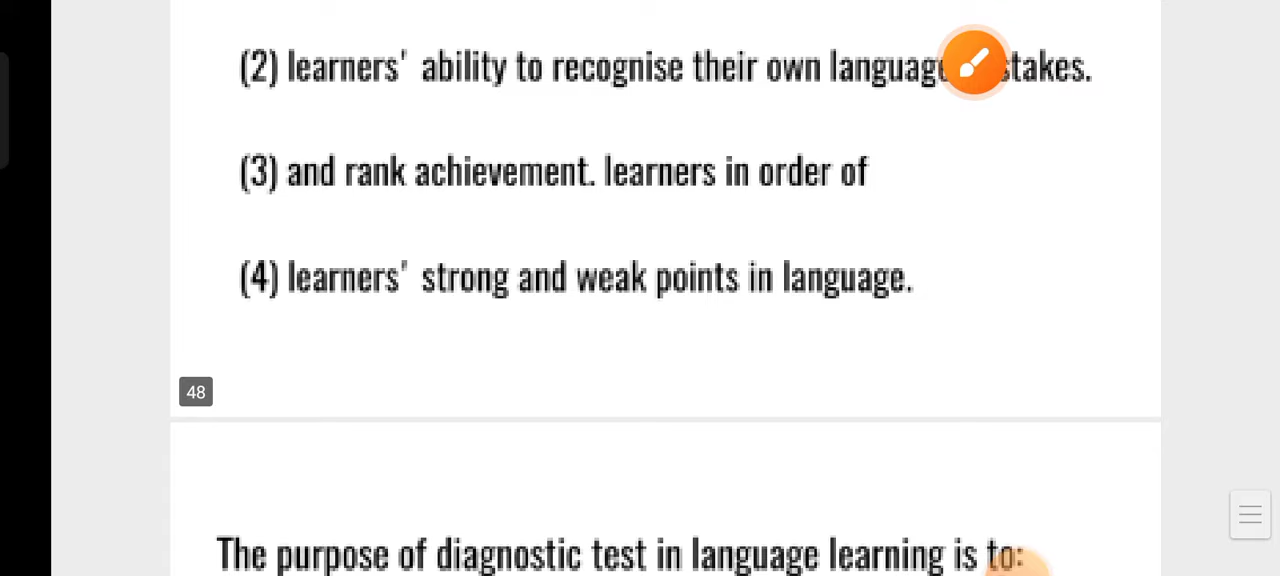 (2) learners' ability to recognise their own language
(3) and rank achievement. learners in order of
(4) learners' strong and weak points in language.
48
The purpose of diagnostic test in language learning is to: